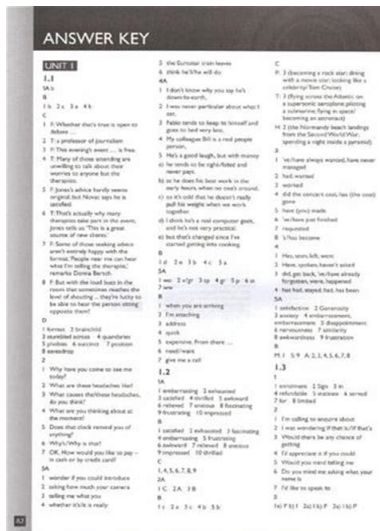 ANSWER KEY
UNIT 1
1.1
1A b
B
1 b 2 c 3 a 4 b
C
1 F: Whether that's true is open to
debate ...
2 T: a professor of journalism
3 F: This evening's event ... is free.
4 T: Many of those attending are
unwilling to talk about their
worries to anyone but the
therapist.
5 F: Jones's advice hardly seems
original, but Novac says he is
satisfied.
6 T: That's actually why many
therapists take part in the event,
Jones tells us. 'This is a great
source of new clients.'
7 F: Some of those seeking advice
aren't entirely happy with the
format. 'People near me can hear
what I'm telling the therapist,'
remarks Donna Bersch.
8 F: But with the loud buzz in the
room that sometimes reaches the
level of shouting ... they're lucky to
be able to hear the person sitting
opposite them!
D
1 format 2 brainchild
3 stumbled across 4 quandaries
5 phobias 6 succinct 7 position
8 eavesdrop
2
1 Why have you come to see me
today?
2 What are these headaches like?
3 What causes the/these headaches,
do you think?
4 What are you thinking about at
the moment?
5 Does that clock remind you of
anything?
6 Why's/Why is that?
7 OK. How would you like to pay –
in cash or by credit card?
3A
1 wonder if you could introduce
2 asking how much your camera
3 telling me what you
4 whether it's/it is really
5 the Eurostar train leaves
6 think he'll/he will do
4A
1 I don't know why you say he's
down-to-earth,
2 I was never particular about what I
eat.
3 Pablo tends to keep to himself and
goes to bed very late,
4 My colleague Bill is a real people
person,
5 He's a good laugh, but with money
a) he tends to be tight-fisted and
never pays.
b) so he does his best work in the
early hours, when no one's around.
c) so it's odd that he doesn't really
pull his weight when we work
together
d) I think he's a real computer geek,
and he's not very practical.
e) but that's changed since I've
started getting into cooking.
B
1 d 2 e 3 b 4 c 5 a
5A
B
1 when you are arriving
2 I'm attaching
3 address
4 quick
5 expensive. From there ...
6 need/want
7 give me a call
1.2
1A
1 embarrassing 2 exhausted
3 satisfied 4 thrilled 5 awkward
6 relieved 7 anxious 8 fascinating
9 frustrating 10 impressed
B
1 satisfied 2 exhausted 3 fascinating
4 embarrassing 5 frustrating
6 awkward 7 relieved 8 anxious
9 impressed 10 thrilled
C
1, 4, 5, 6, 7, 8, 9
2A
1 C 2 A 3 B
B
1 c 2 a 3 c 4 b 5 b
C
P: 3 (becoming a rock star; dining
with a movie star; looking like a
celebrity/Tom Cruise)
T: 3 (flying across the Atlantic on
a supersonic aeroplane; piloting
a submarine; flying in space/
becoming an astronaut)
M: 2 (the Normandy beach landings
from the Second World War;
spending a night inside a pyramid)
3
1 've/have always wanted, have never
managed
2 had, wanted
3 worked
4 did the concert cost, has (the cost)
gone
5 have (you) made
6 've/have just finished
7 requested
8 's/has become
4
1 Has, seen, left, went
2 Have, spoken, haven't asked
3 did, get back, 've/have already
forgotten, were, happened
4 has had, stayed, had, has been
5A
1 satisfaction 2 Generosity
3 anxiety 4 embarrassment,
embarrassment 5 disappointment
6 nervousness 7 similarity
8 awkwardness 9 frustration
B
M: 1 5 9 A: 2, 3, 4, 5, 6, 7, 8
1.3
1
1 enrolment 2 Sign 3 in
4 refundable 5 institute 6 served
7 for 8 limited
2
1 I'm calling to enquire about
2 I was wondering if that is/if that's
3 Would there be any chance of
getting
4 I'd appreciate it if you could
5 Would you mind telling me
6 Do you mind me asking what your
name is
7 I'd like to speak to
3